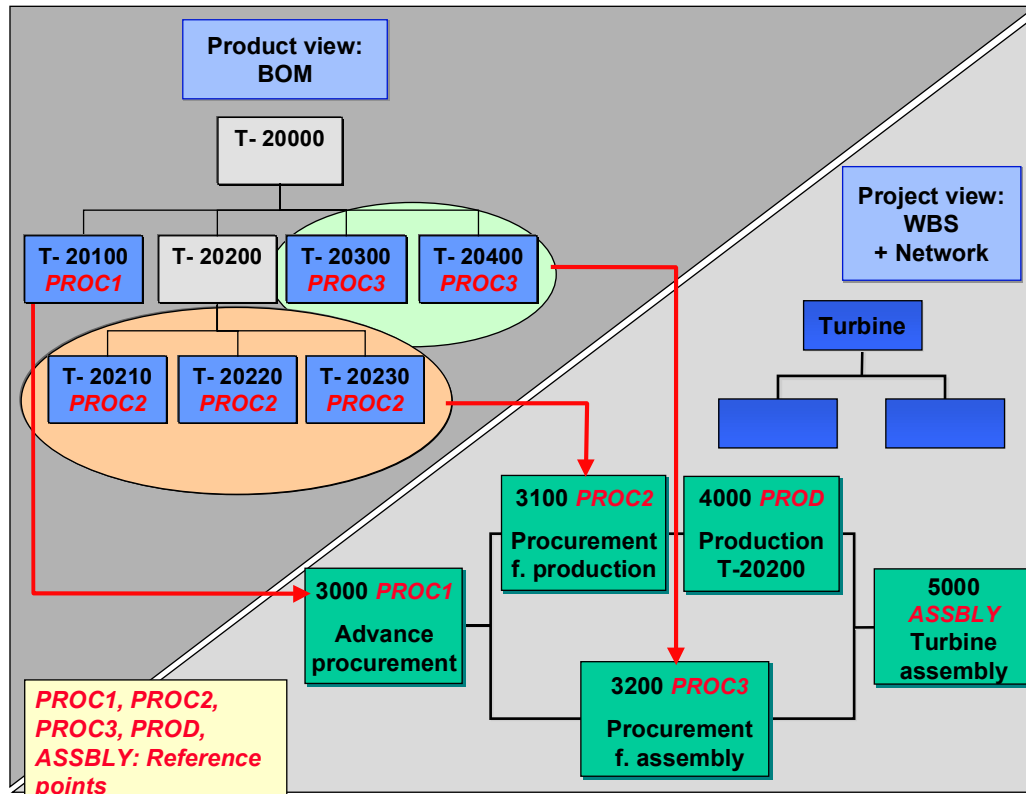 Product view:
BOM
T- 20000
Project view:
WBS
+ Network
T- 20100
PROC1
T- 20200
T- 20300
PROC3
T- 20400
PROC3
Turbine
T- 20210
PROC2
T- 20220
PROC2
T- 20230
PROC2
3100 PROC2
Procurement
f. production
4000 PROD
Production
T-20200
3000 PROC1
Advance
procurement
5000
ASSBLY
Turbine
assembly
3200 PROC3
Procurement
f. assembly
PROC1, PROC2,
PROC3, PROD,
ASSBLY: Reference
points